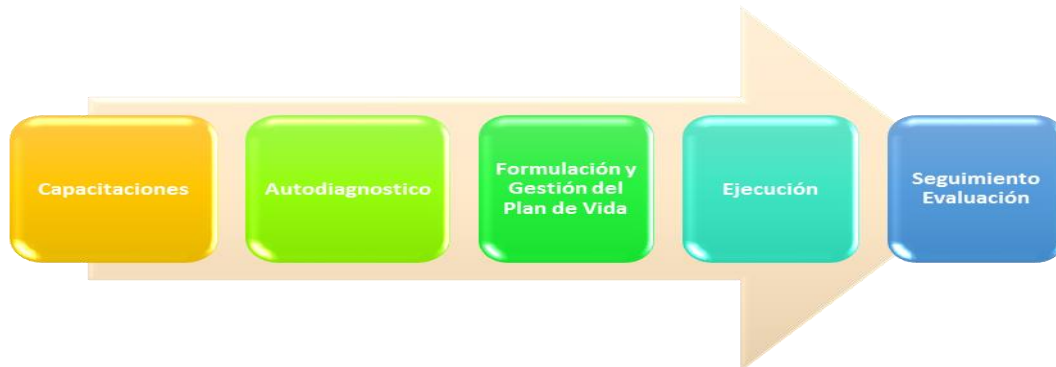 Capacitaciones
Autodiagnostico
Formulación y
Gestión del
Plan de Vida
Ejecución
Seguimiento
Evaluación